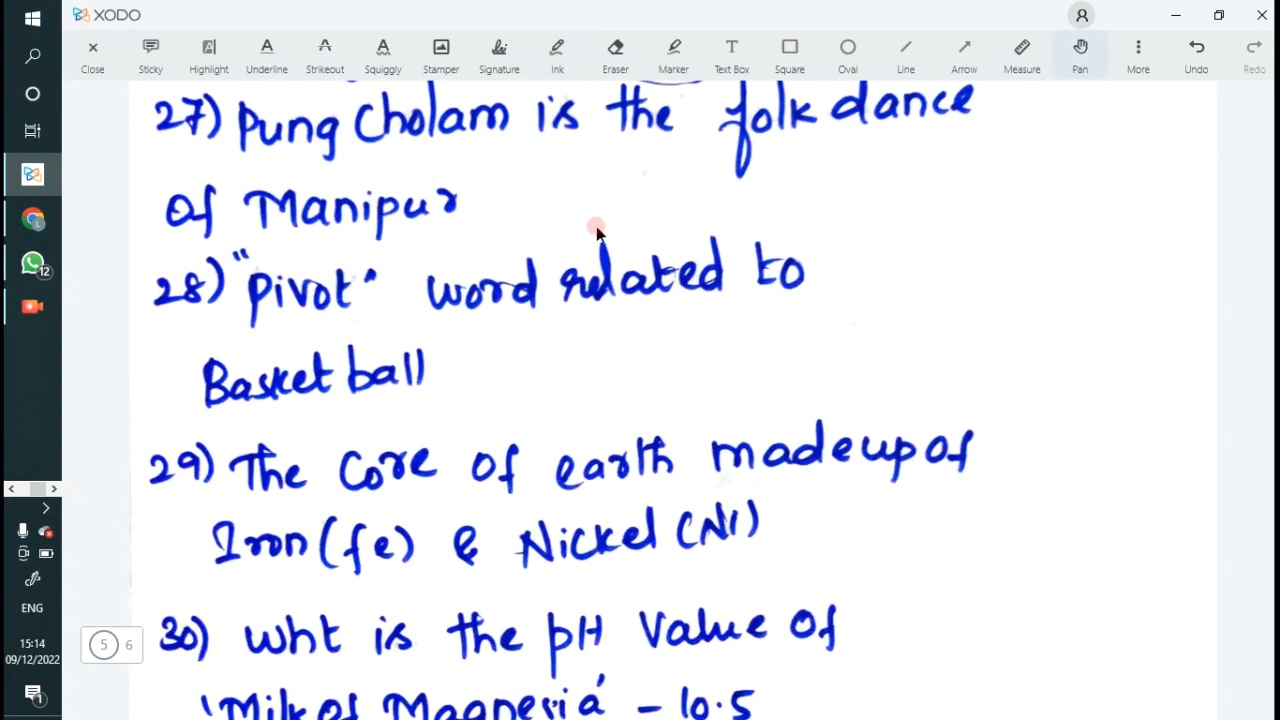 XODO
Close Sticky Highlight Underline Strikeout Squiggly Stamper Signature Ink Eraser Marker Text Box Square Oval Line Arrow Measure Pan More Undo Redo
27) Pung Cholam is the folk dance
of Manipur
28) "pivot" word related to
Basket ball
29) The Core of earth made up of
Iron (fe) & Nickel (Ni)
30) Wht is the pH Value of
'Milk of Magnesia' - 10.5
5 6
12
ENG
15:14
09/12/2022
1